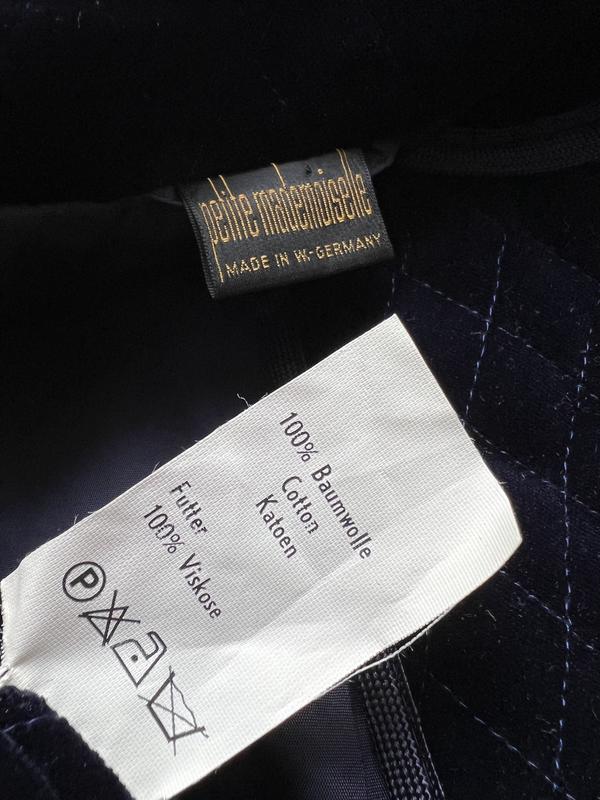 petite mademoiselle
MADE IN W.-GERMANY
100% Baumwolle
Cotton
Katoen
Futter
100% Viskose
P